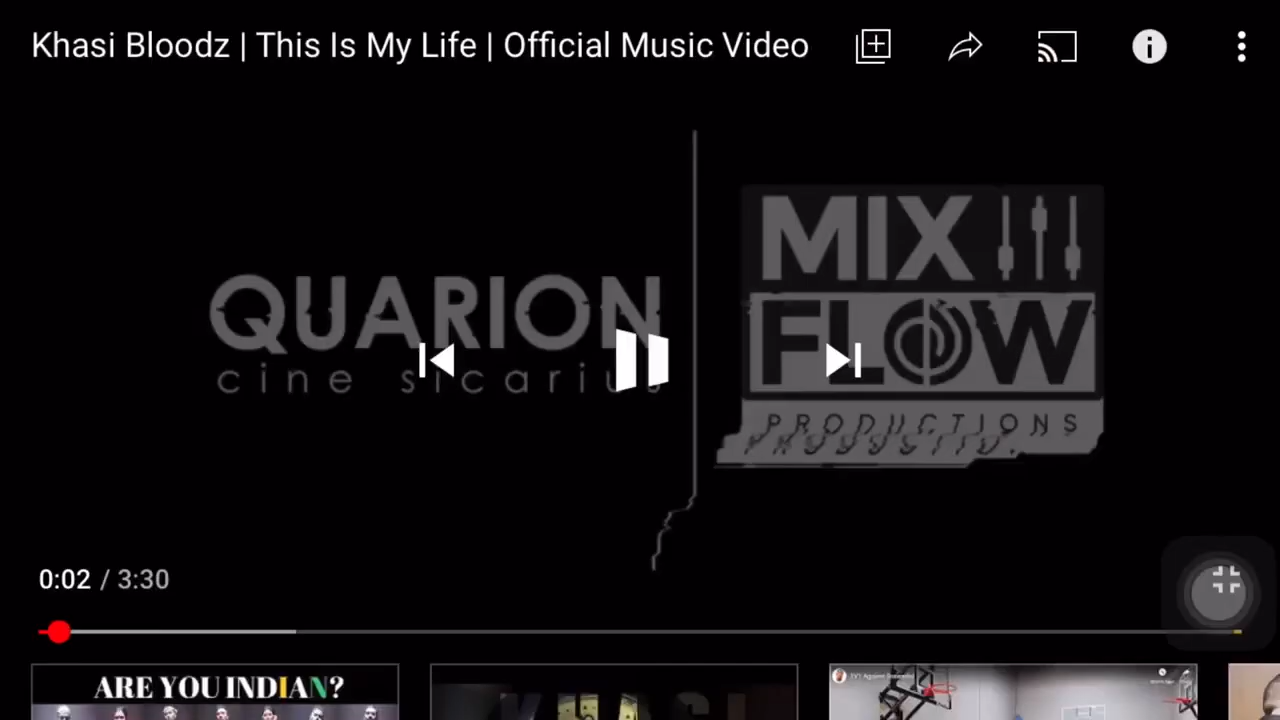 Khasi Bloodz | This Is My Life | Official Music Video
QUARION
cine sicarius
MIX
FLOW
PRODUCTIONS
0:02 / 3:30
ARE YOU INDIAN?
KHASI